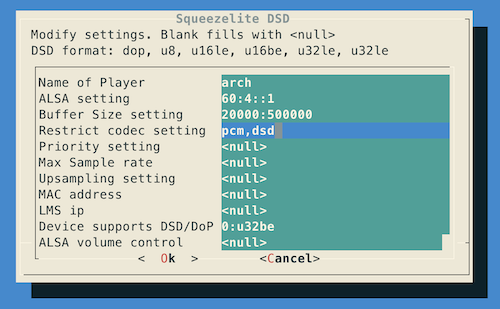 Squeezelite DSD
Modify settings. Blank fills with <null>
DSD format: dop, u8, u16le, u16be, u32le, u32le
Name of Player arch
ALSA setting 60:4::1
Buffer Size setting 20000:500000
Restrict codec setting pcm,dsd
Priority setting <null>
Max Sample rate <null>
Upsampling setting <null>
MAC address <null>
LMS ip <null>
Device supports DSD/DoP 0:u32be
ALSA volume control <null>
< Ok > <Cancel>